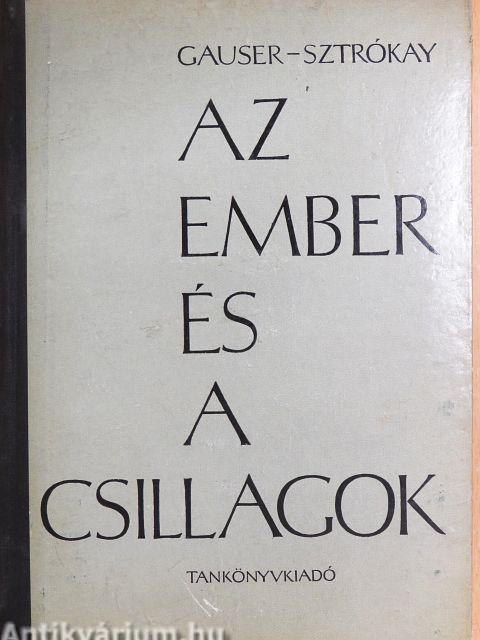 GAUSER–SZTRÓKAY
AZ
EMBER
ÉS
A
CSILLAGOK
TANKÖNYVKIADÓ
Antikvárium.hu